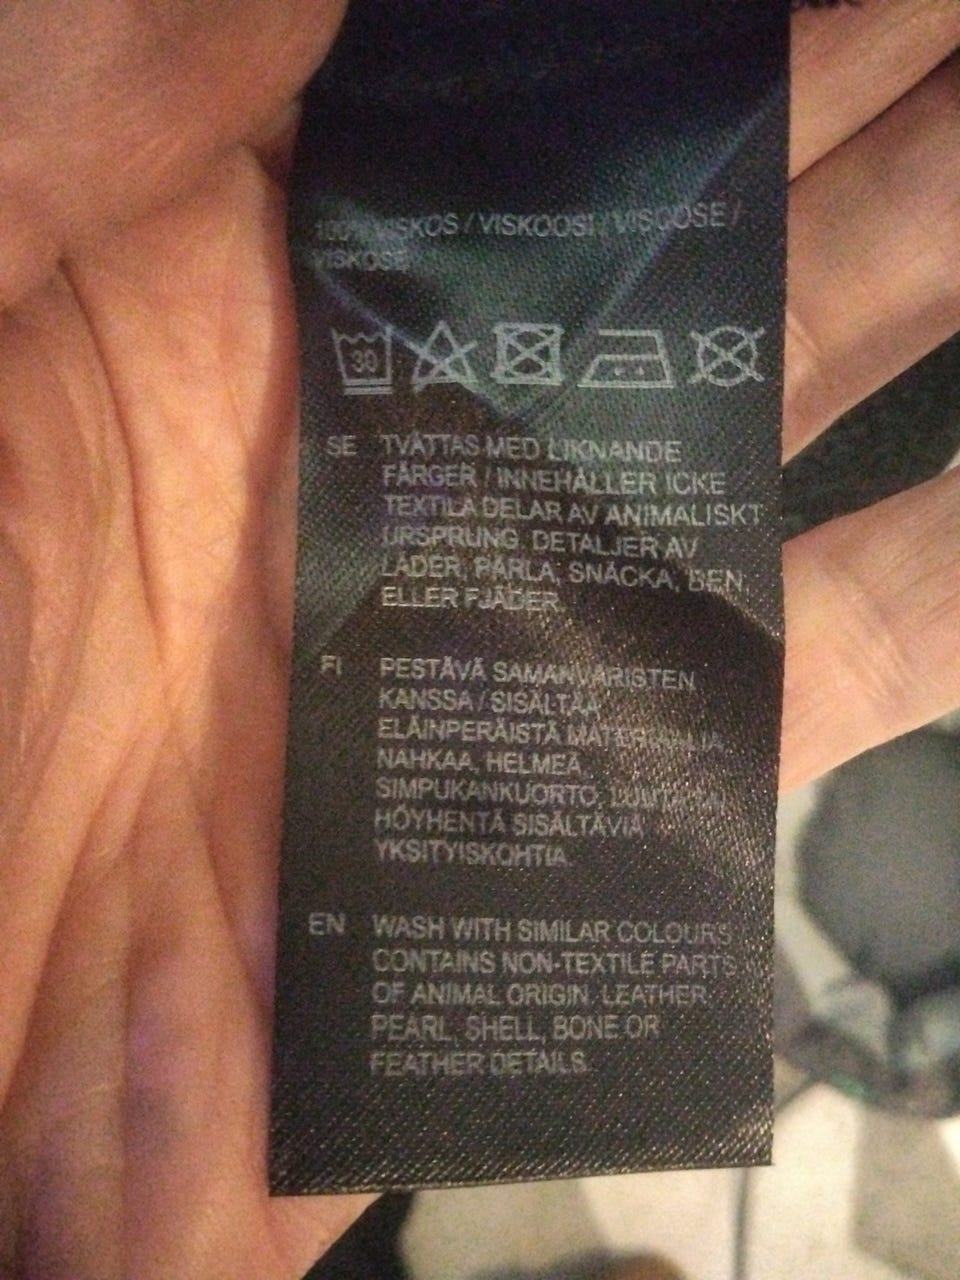 100% VISKOS / VISKOOSI / VISCOSE /
VISKOSE
30
SE TVÄTTAS MED LIKNANDE
FÄRGER / INNEHÅLLER ICKE
TEXTILA DELAR AV ANIMALISKT
URSPRUNG. DETALJER AV
LÄDER, PÄRLA, SNÄCKA, BEN
ELLER FJÄDER.
FI PESTÄVÄ SAMANVÄRISTEN
KANSSA / SISÄLTÄÄ
ELÄINPERÄISTÄ MATERIAALIA,
NAHKAA, HELMEÄ,
SIMPUKANKUORTO,
HÖYHENTÄ SISÄLTÄVIÄ
YKSITYISKOHTIA.
EN WASH WITH SIMILAR COLOURS
CONTAINS NON-TEXTILE PARTS
OF ANIMAL ORIGIN. LEATHER,
PEARL, SHELL, BONE OR
FEATHER DETAILS.